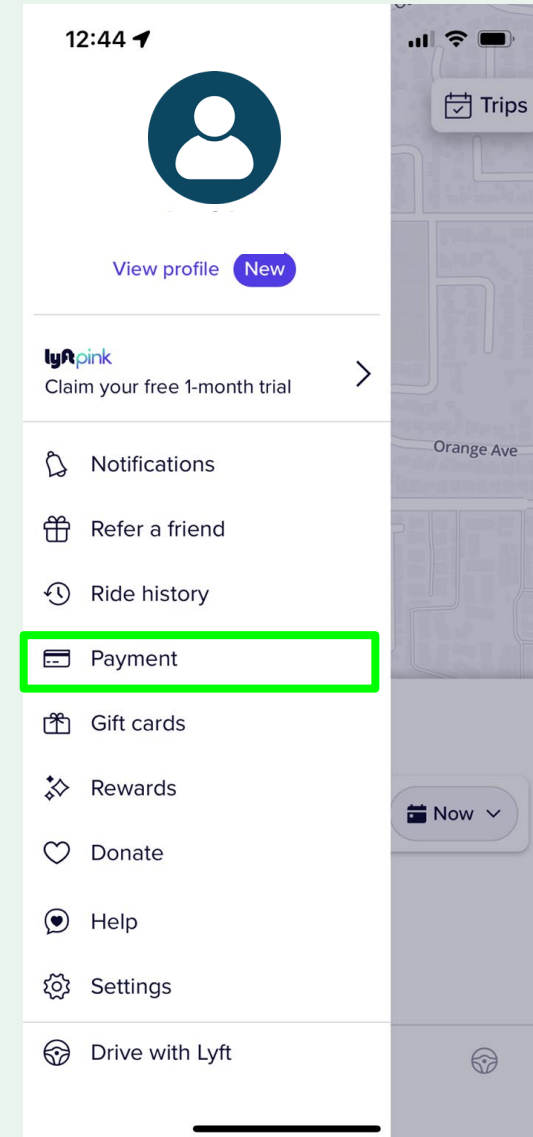 12:44
Trips
View profile New
lyftpink
Claim your free 1-month trial
Orange Ave
Notifications
Refer a friend
Ride history
Payment
Gift cards
Rewards
Now
Donate
Help
Settings
Drive with Lyft